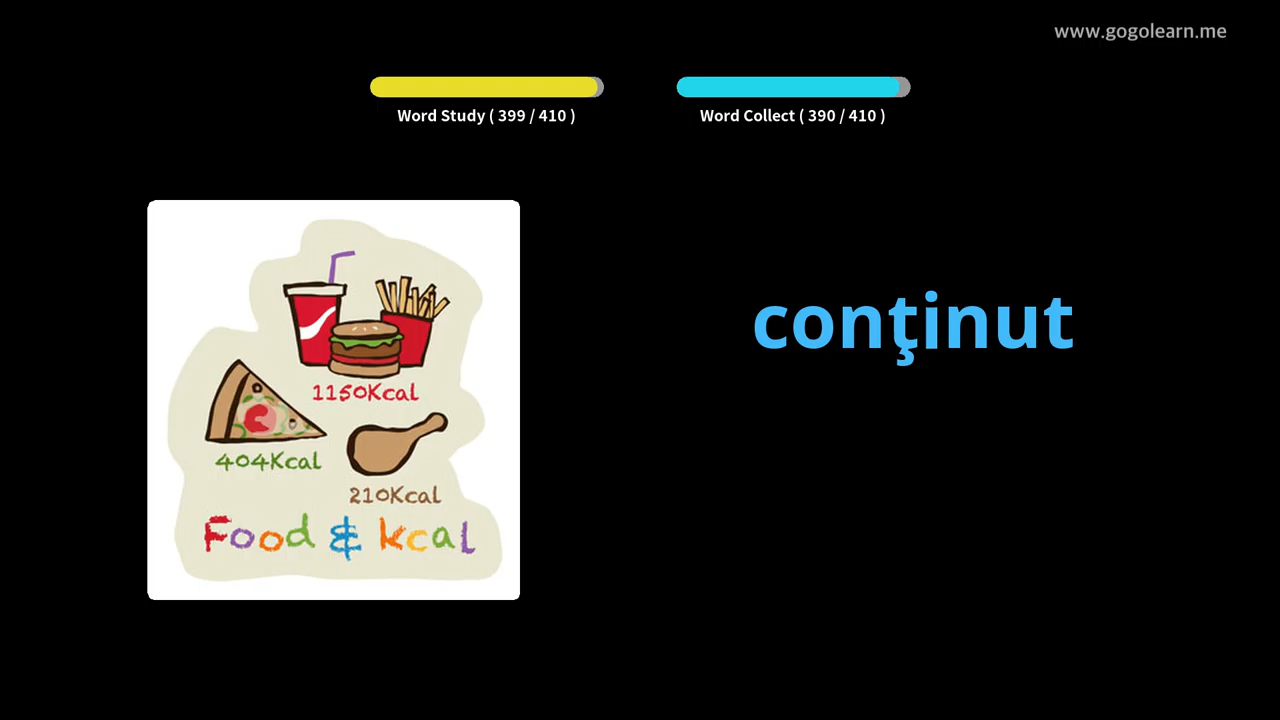 www.gogolearn.me
Word Study ( 399 / 410 )
Word Collect ( 390 / 410 )
conţinut
1150Kcal
404Kcal
210Kcal
Food & kcal